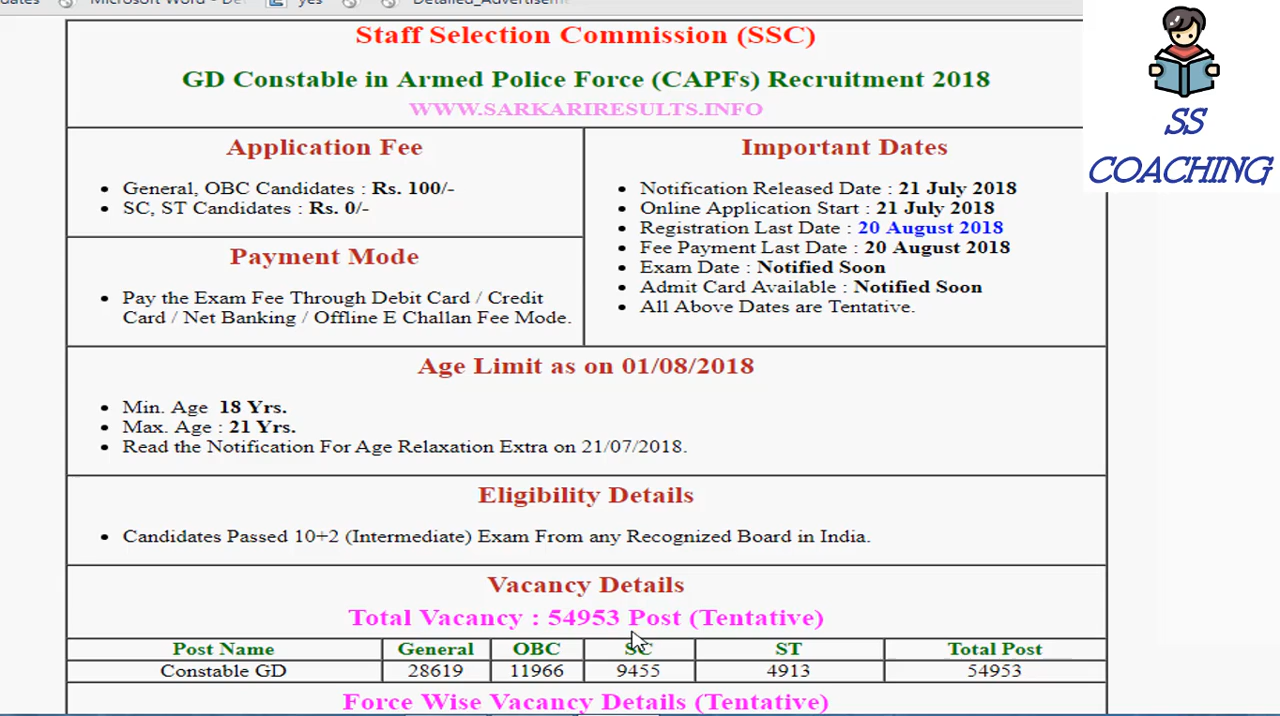 Microsoft Word - De
yes
Detailed_Advertiseme
Staff Selection Commission (SSC)
GD Constable in Armed Police Force (CAPFs) Recruitment 2018
WWW.SARKARIRESULTS.INFO
SS
COACHING
Application Fee
General, OBC Candidates : Rs. 100/-
SC, ST Candidates : Rs. 0/-
Payment Mode
Pay the Exam Fee Through Debit Card / Credit
Card / Net Banking / Offline E Challan Fee Mode.
Important Dates
Notification Released Date : 21 July 2018
Online Application Start : 21 July 2018
Registration Last Date : 20 August 2018
Fee Payment Last Date : 20 August 2018
Exam Date : Notified Soon
Admit Card Available : Notified Soon
All Above Dates are Tentative.
Age Limit as on 01/08/2018
Min. Age 18 Yrs.
Max. Age : 21 Yrs.
Read the Notification For Age Relaxation Extra on 21/07/2018.
Eligibility Details
Candidates Passed 10+2 (Intermediate) Exam From any Recognized Board in India.
Vacancy Details
Total Vacancy : 54953 Post (Tentative)
Post Name General OBC SC ST Total Post
Constable GD 28619 11966 9455 4913 54953
Force Wise Vacancy Details (Tentative)